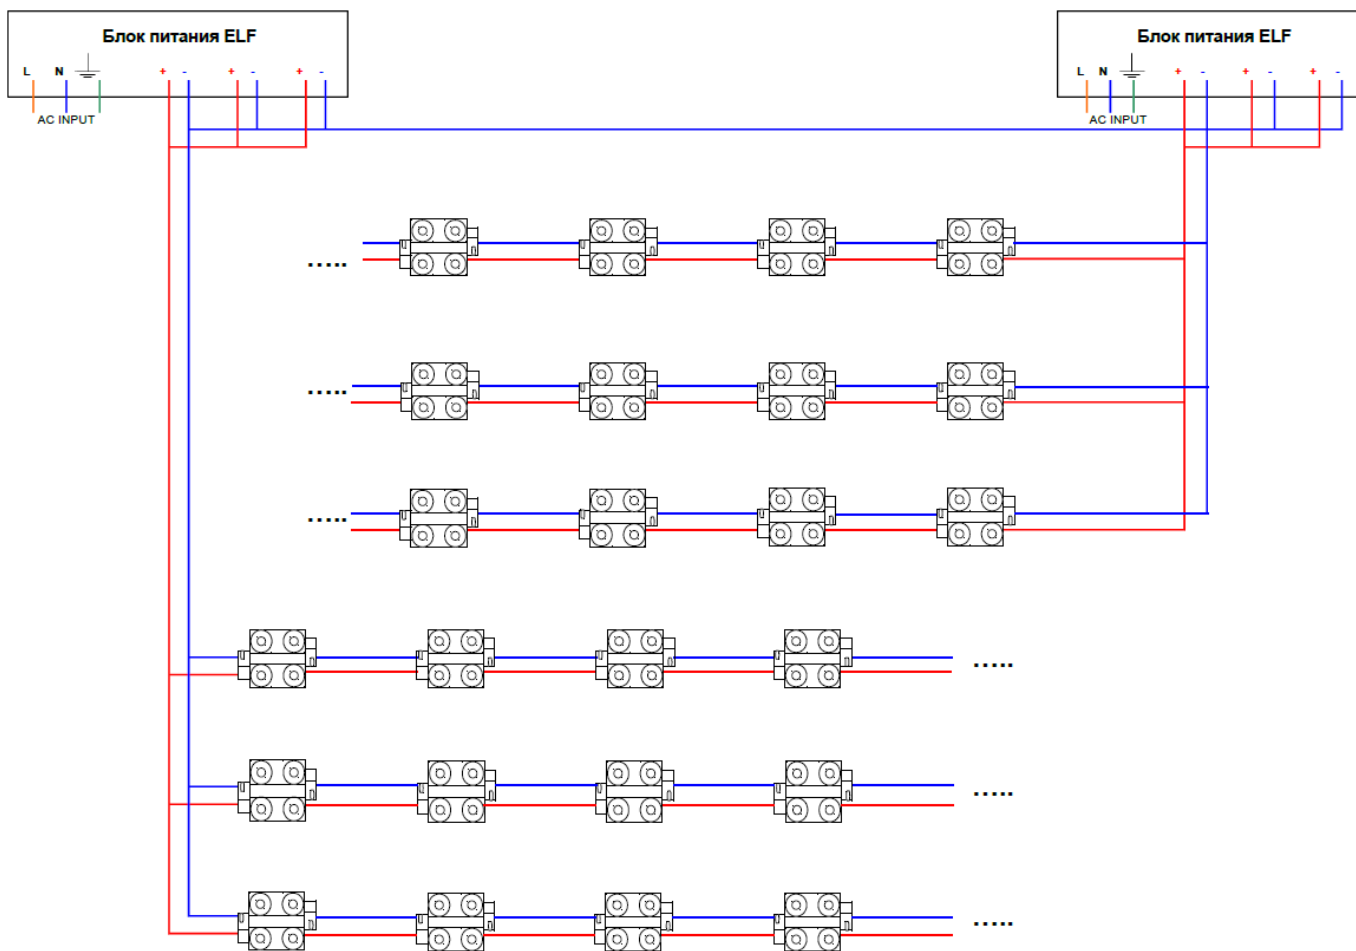 Блок питания ELF
L N + - + - + -
AC INPUT
Блок питания ELF
L N + - + - + -
AC INPUT
.....
.....
.....
.....
.....
.....